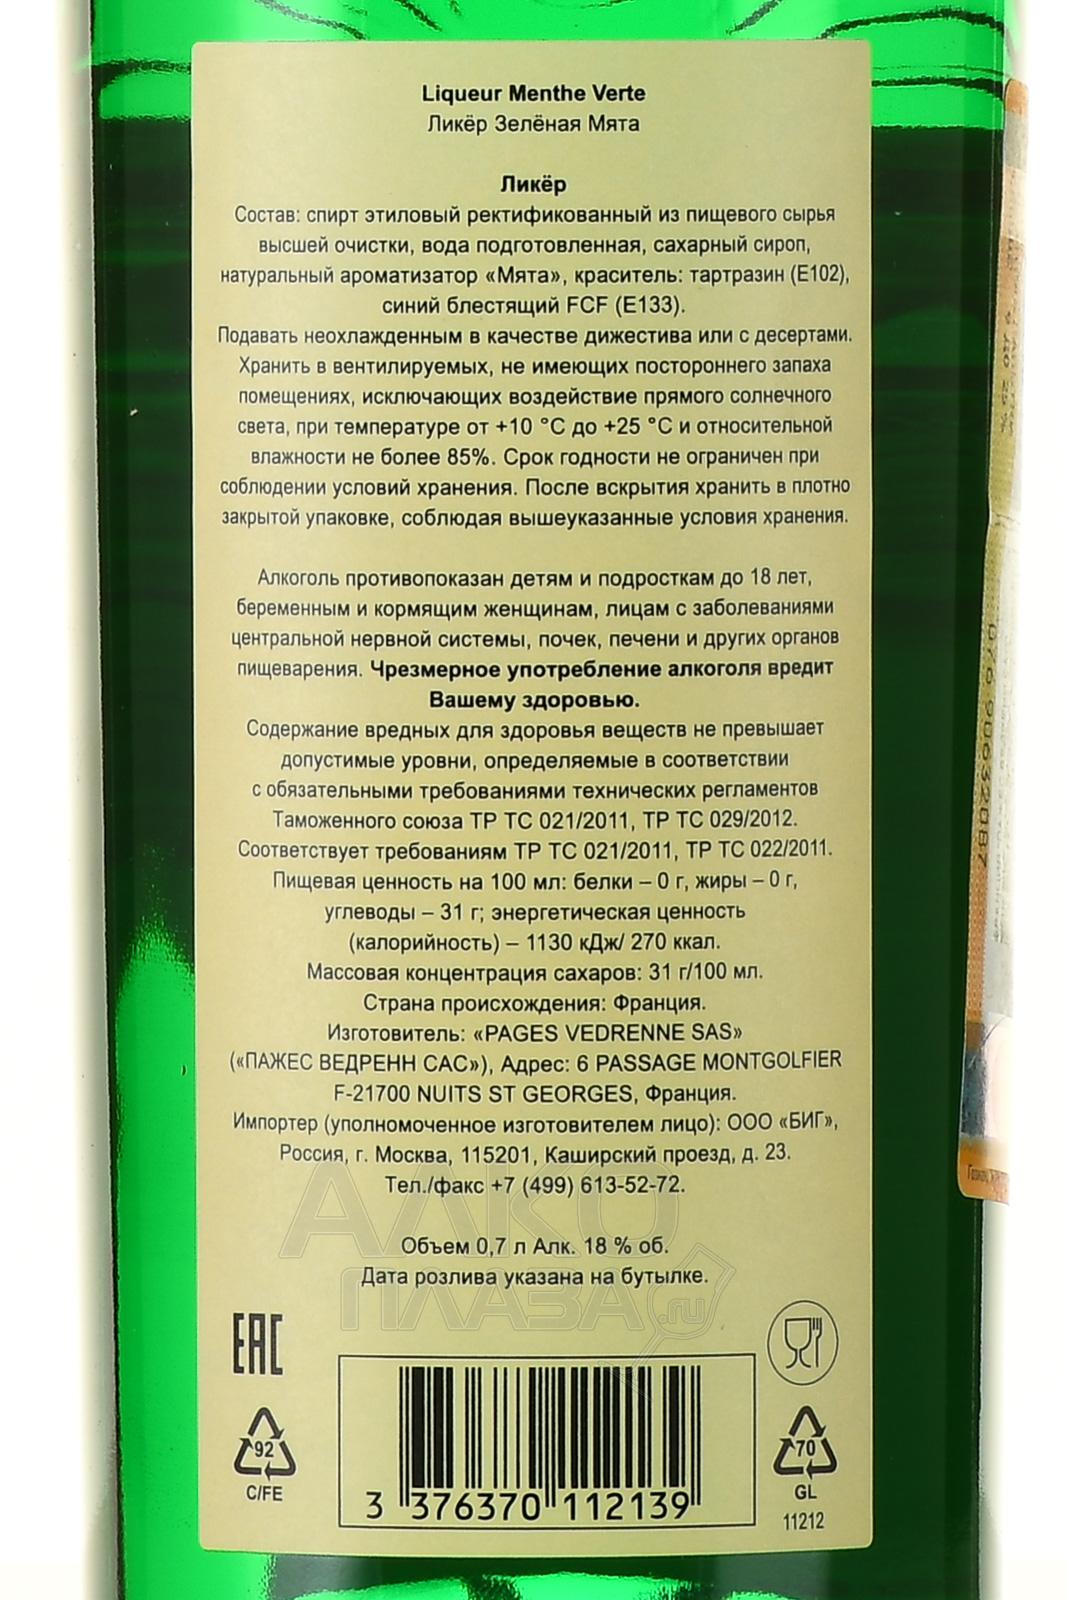 Liqueur Menthe Verte
Ликёр Зелёная Мята
Ликёр
Состав: спирт этиловый ректификованный из пищевого сырья
высшей очистки, вода подготовленная, сахарный сироп,
натуральный ароматизатор «Мята», краситель: тартразин (Е102),
синий блестящий FCF (Е133).
Подавать неохлажденным в качестве дижестива или с десертами.
Хранить в вентилируемых, не имеющих постороннего запаха
помещениях, исключающих воздействие прямого солнечного
света, при температуре от +10 °С до +25 °С и относительной
влажности не более 85%. Срок годности не ограничен при
соблюдении условий хранения. После вскрытия хранить в плотно
закрытой упаковке, соблюдая вышеуказанные условия хранения.
Алкоголь противопоказан детям и подросткам до 18 лет,
беременным и кормящим женщинам, лицам с заболеваниями
центральной нервной системы, почек, печени и других органов
пищеварения. Чрезмерное употребление алкоголя вредит
Вашему здоровью.
Содержание вредных для здоровья веществ не превышает
допустимые уровни, определяемые в соответствии
с обязательными требованиями технических регламентов
Таможенного союза ТР ТС 021/2011, ТР ТС 029/2012.
Соответствует требованиям ТР ТС 021/2011, ТР ТС 022/2011.
Пищевая ценность на 100 мл: белки – 0 г, жиры – 0 г,
углеводы – 31 г; энергетическая ценность
(калорийность) – 1130 кДж/ 270 ккал.
Массовая концентрация сахаров: 31 г/100 мл.
Страна происхождения: Франция.
Изготовитель: «PAGES VEDRENNE SAS»
(«ПАЖЕС ВЕДРЕНН САС»), Адрес: 6 PASSAGE MONTGOLFIER
F-21700 NUITS ST GEORGES, Франция.
Импортер (уполномоченное изготовителем лицо): ООО «БИГ»,
Россия, г. Москва, 115201, Каширский проезд, д. 23.
Тел./факс +7 (499) 613-52-72.
АЛКО
ПЛАЗА.ru
Объем 0,7 л Алк. 18 % об.
Дата розлива указана на бутылке.
EAC
92
C/FE
3 376370 112139
70
GL
11212